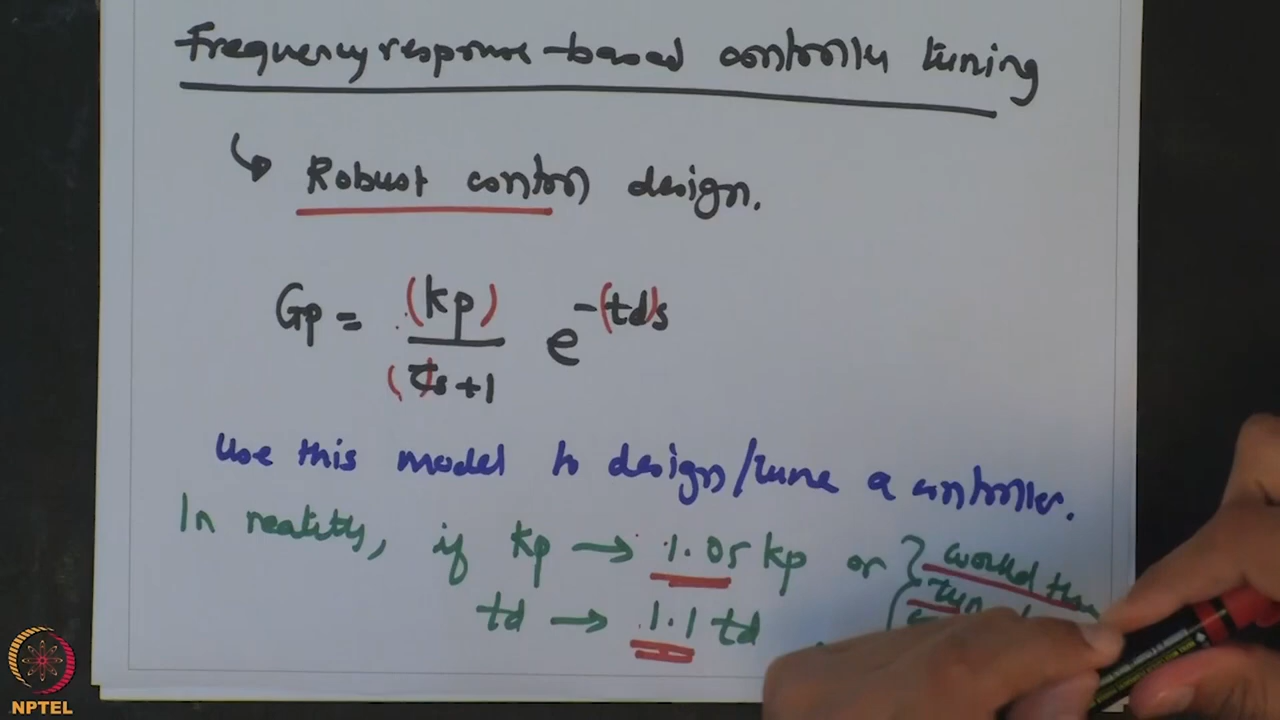 Frequency response-based controller tuning
↳ Robust control design.
Gp = (kp) / (τs+1) e^-(td)s
Use this model to design/tune a controller.
In reality, if kp → 1.05 kp or } would the
td → 1.1 td
NPTEL